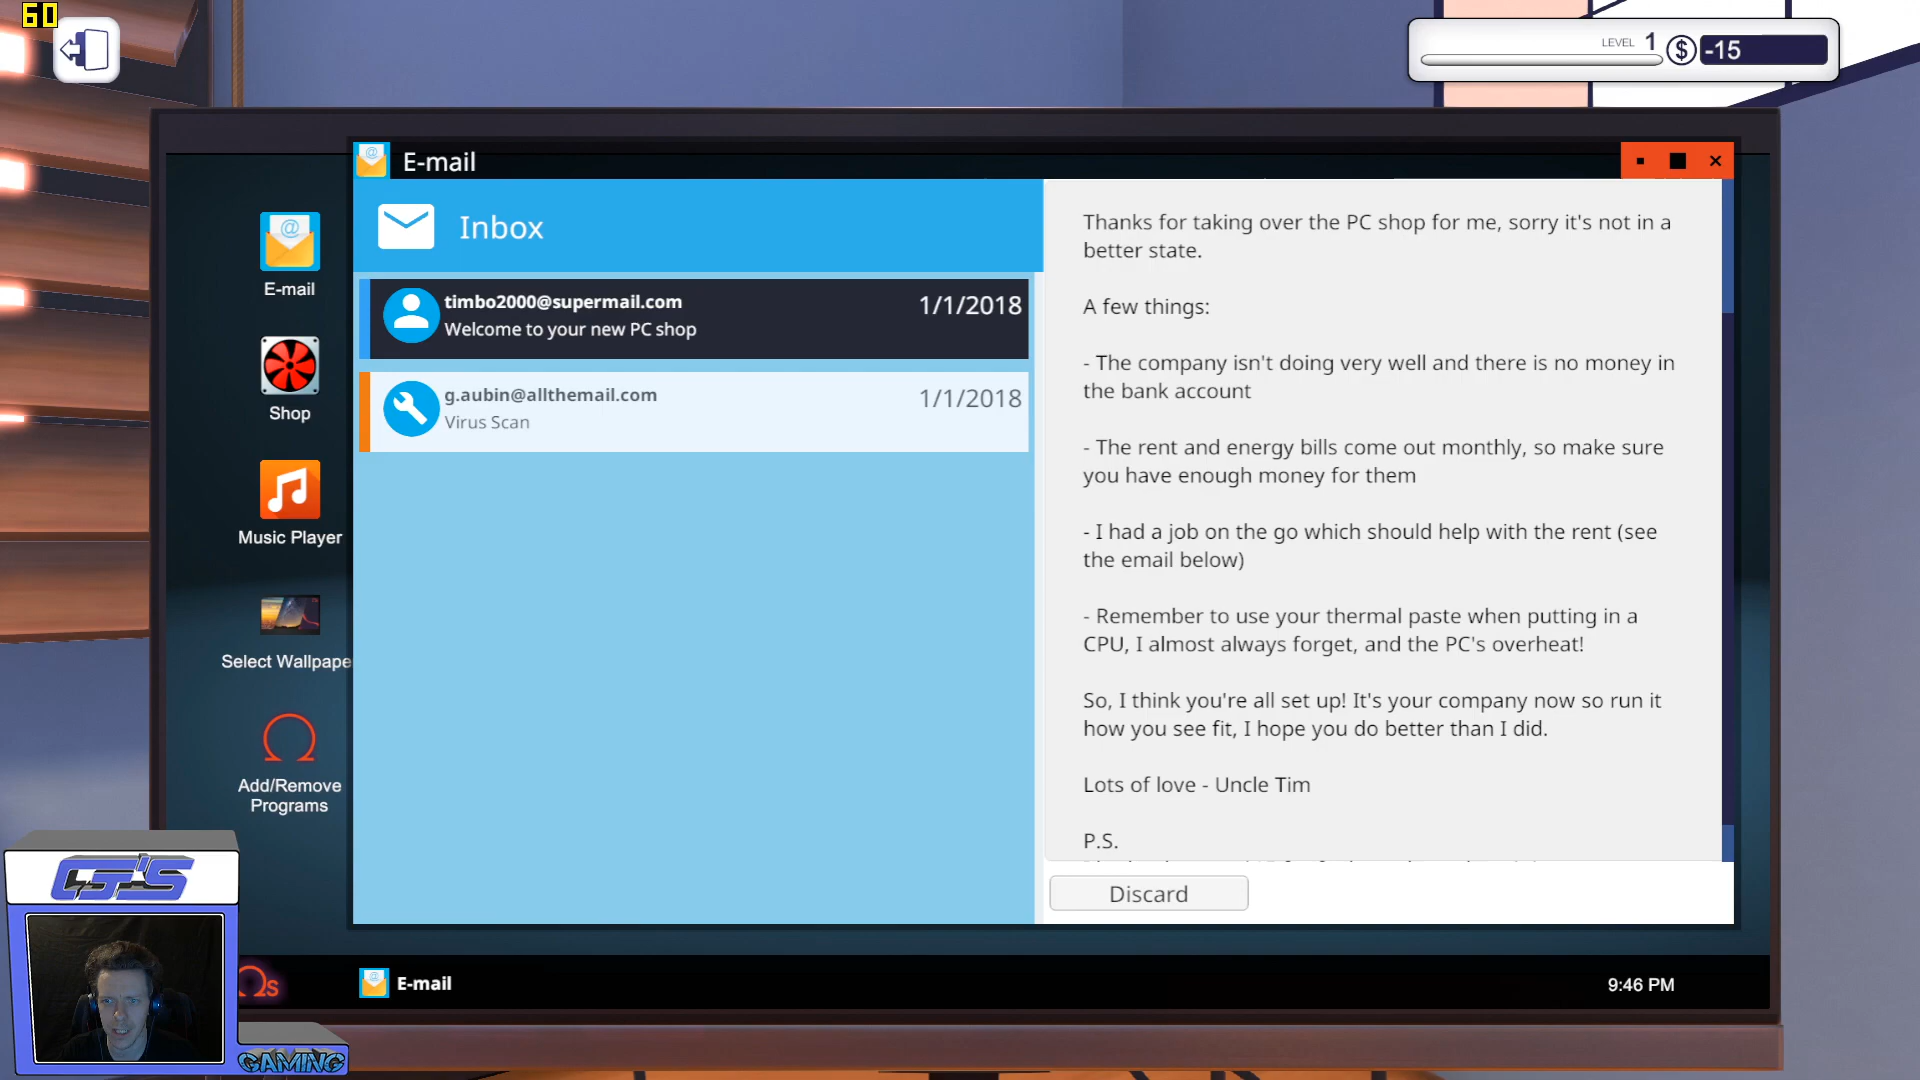 60
LEVEL 1
$ -15
E-mail
Inbox
timbo2000@supermail.com
1/1/2018
Welcome to your new PC shop
g.aubin@allthemail.com
1/1/2018
Virus Scan
Thanks for taking over the PC shop for me, sorry it's not in a
better state.
A few things:
- The company isn't doing very well and there is no money in
the bank account
- The rent and energy bills come out monthly, so make sure
you have enough money for them
- I had a job on the go which should help with the rent (see
the email below)
- Remember to use your thermal paste when putting in a
CPU, I almost always forget, and the PC's overheat!
So, I think you're all set up! It's your company now so run it
how you see fit, I hope you do better than I did.
Lots of love - Uncle Tim
P.S.
Discard
E-mail
Shop
Music Player
Select Wallpape
Add/Remove
Programs
E-mail
9:46 PM
GAMING